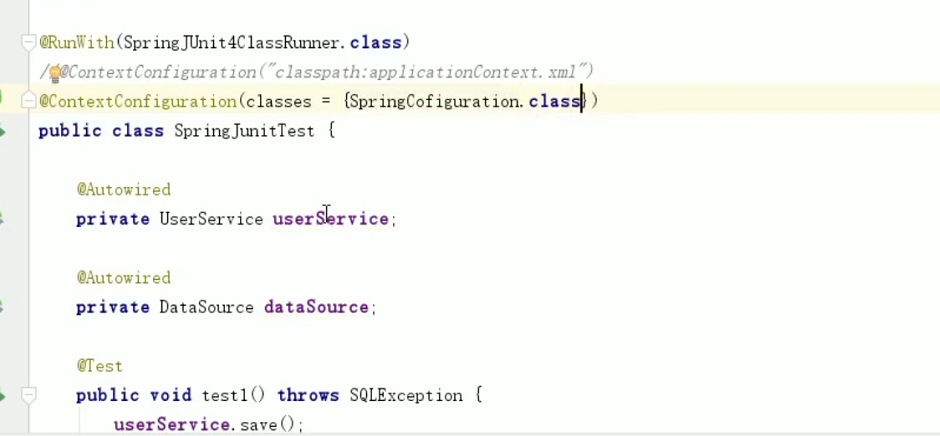 @RunWith(SpringJUnit4ClassRunner.class)
//@ContextConfiguration("classpath:applicationContext.xml")
@ContextConfiguration(classes = {SpringCofiguration.class})
public class SpringJunitTest {
@Autowired
private UserService userService;
@Autowired
private DataSource dataSource;
@Test
public void test1() throws SQLException {
userService.save();